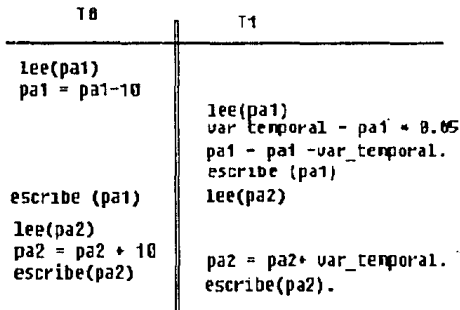 T0 T1
lee(pa1)
pa1 = pa1-10
lee(pa1)
var temporal - pa1 * 0.05
pa1 - pa1 -var_temporal.
escribe (pa1)
escribe (pa1) lee(pa2)
lee(pa2)
pa2 = pa2 + 10
pa2 = pa2+ var_temporal.
escribe(pa2)
escribe(pa2).